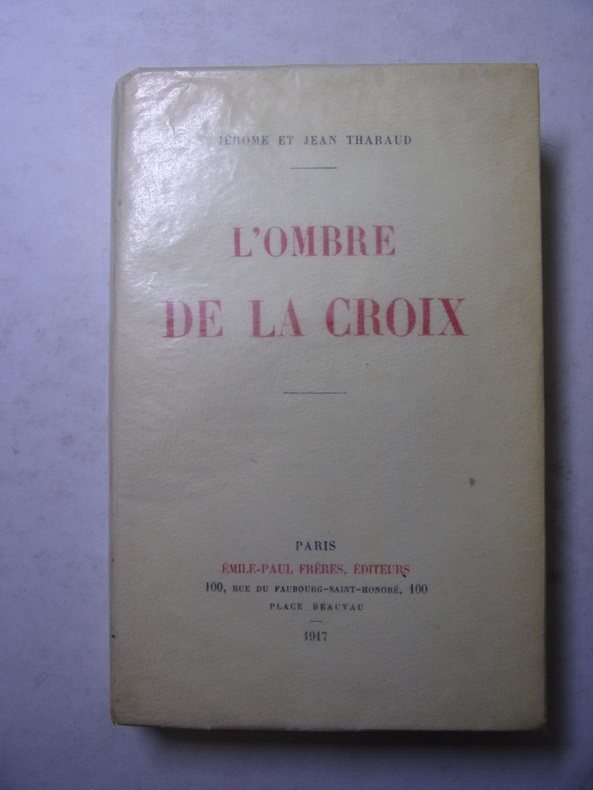 JÉROME ET JEAN THARAUD
L'OMBRE
DE LA CROIX
PARIS
ÉMILE-PAUL FRÈRES, ÉDITEURS
100, RUE DU FAUBOURG-SAINT-HONORÉ, 100
PLACE BEAUVAU
1917